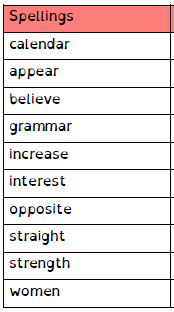 Spellings
calendar
appear
believe
grammar
increase
interest
opposite
straight
strength
women